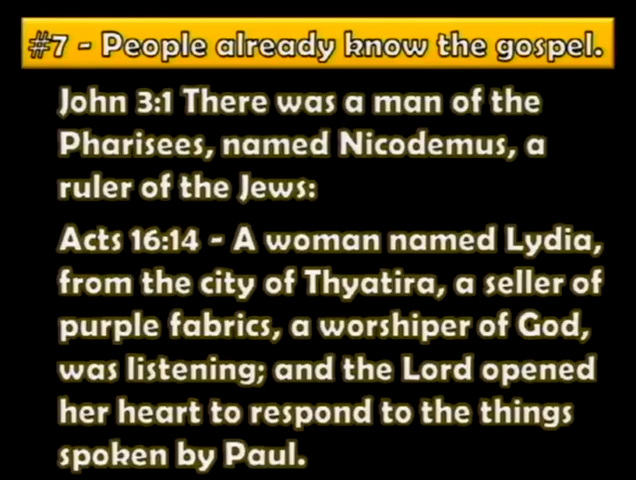 #7 - People already know the gospel.
John 3:1 There was a man of the
Pharisees, named Nicodemus, a
ruler of the Jews:
Acts 16:14 - A woman named Lydia,
from the city of Thyatira, a seller of
purple fabrics, a worshiper of God,
was listening; and the Lord opened
her heart to respond to the things
spoken by Paul.